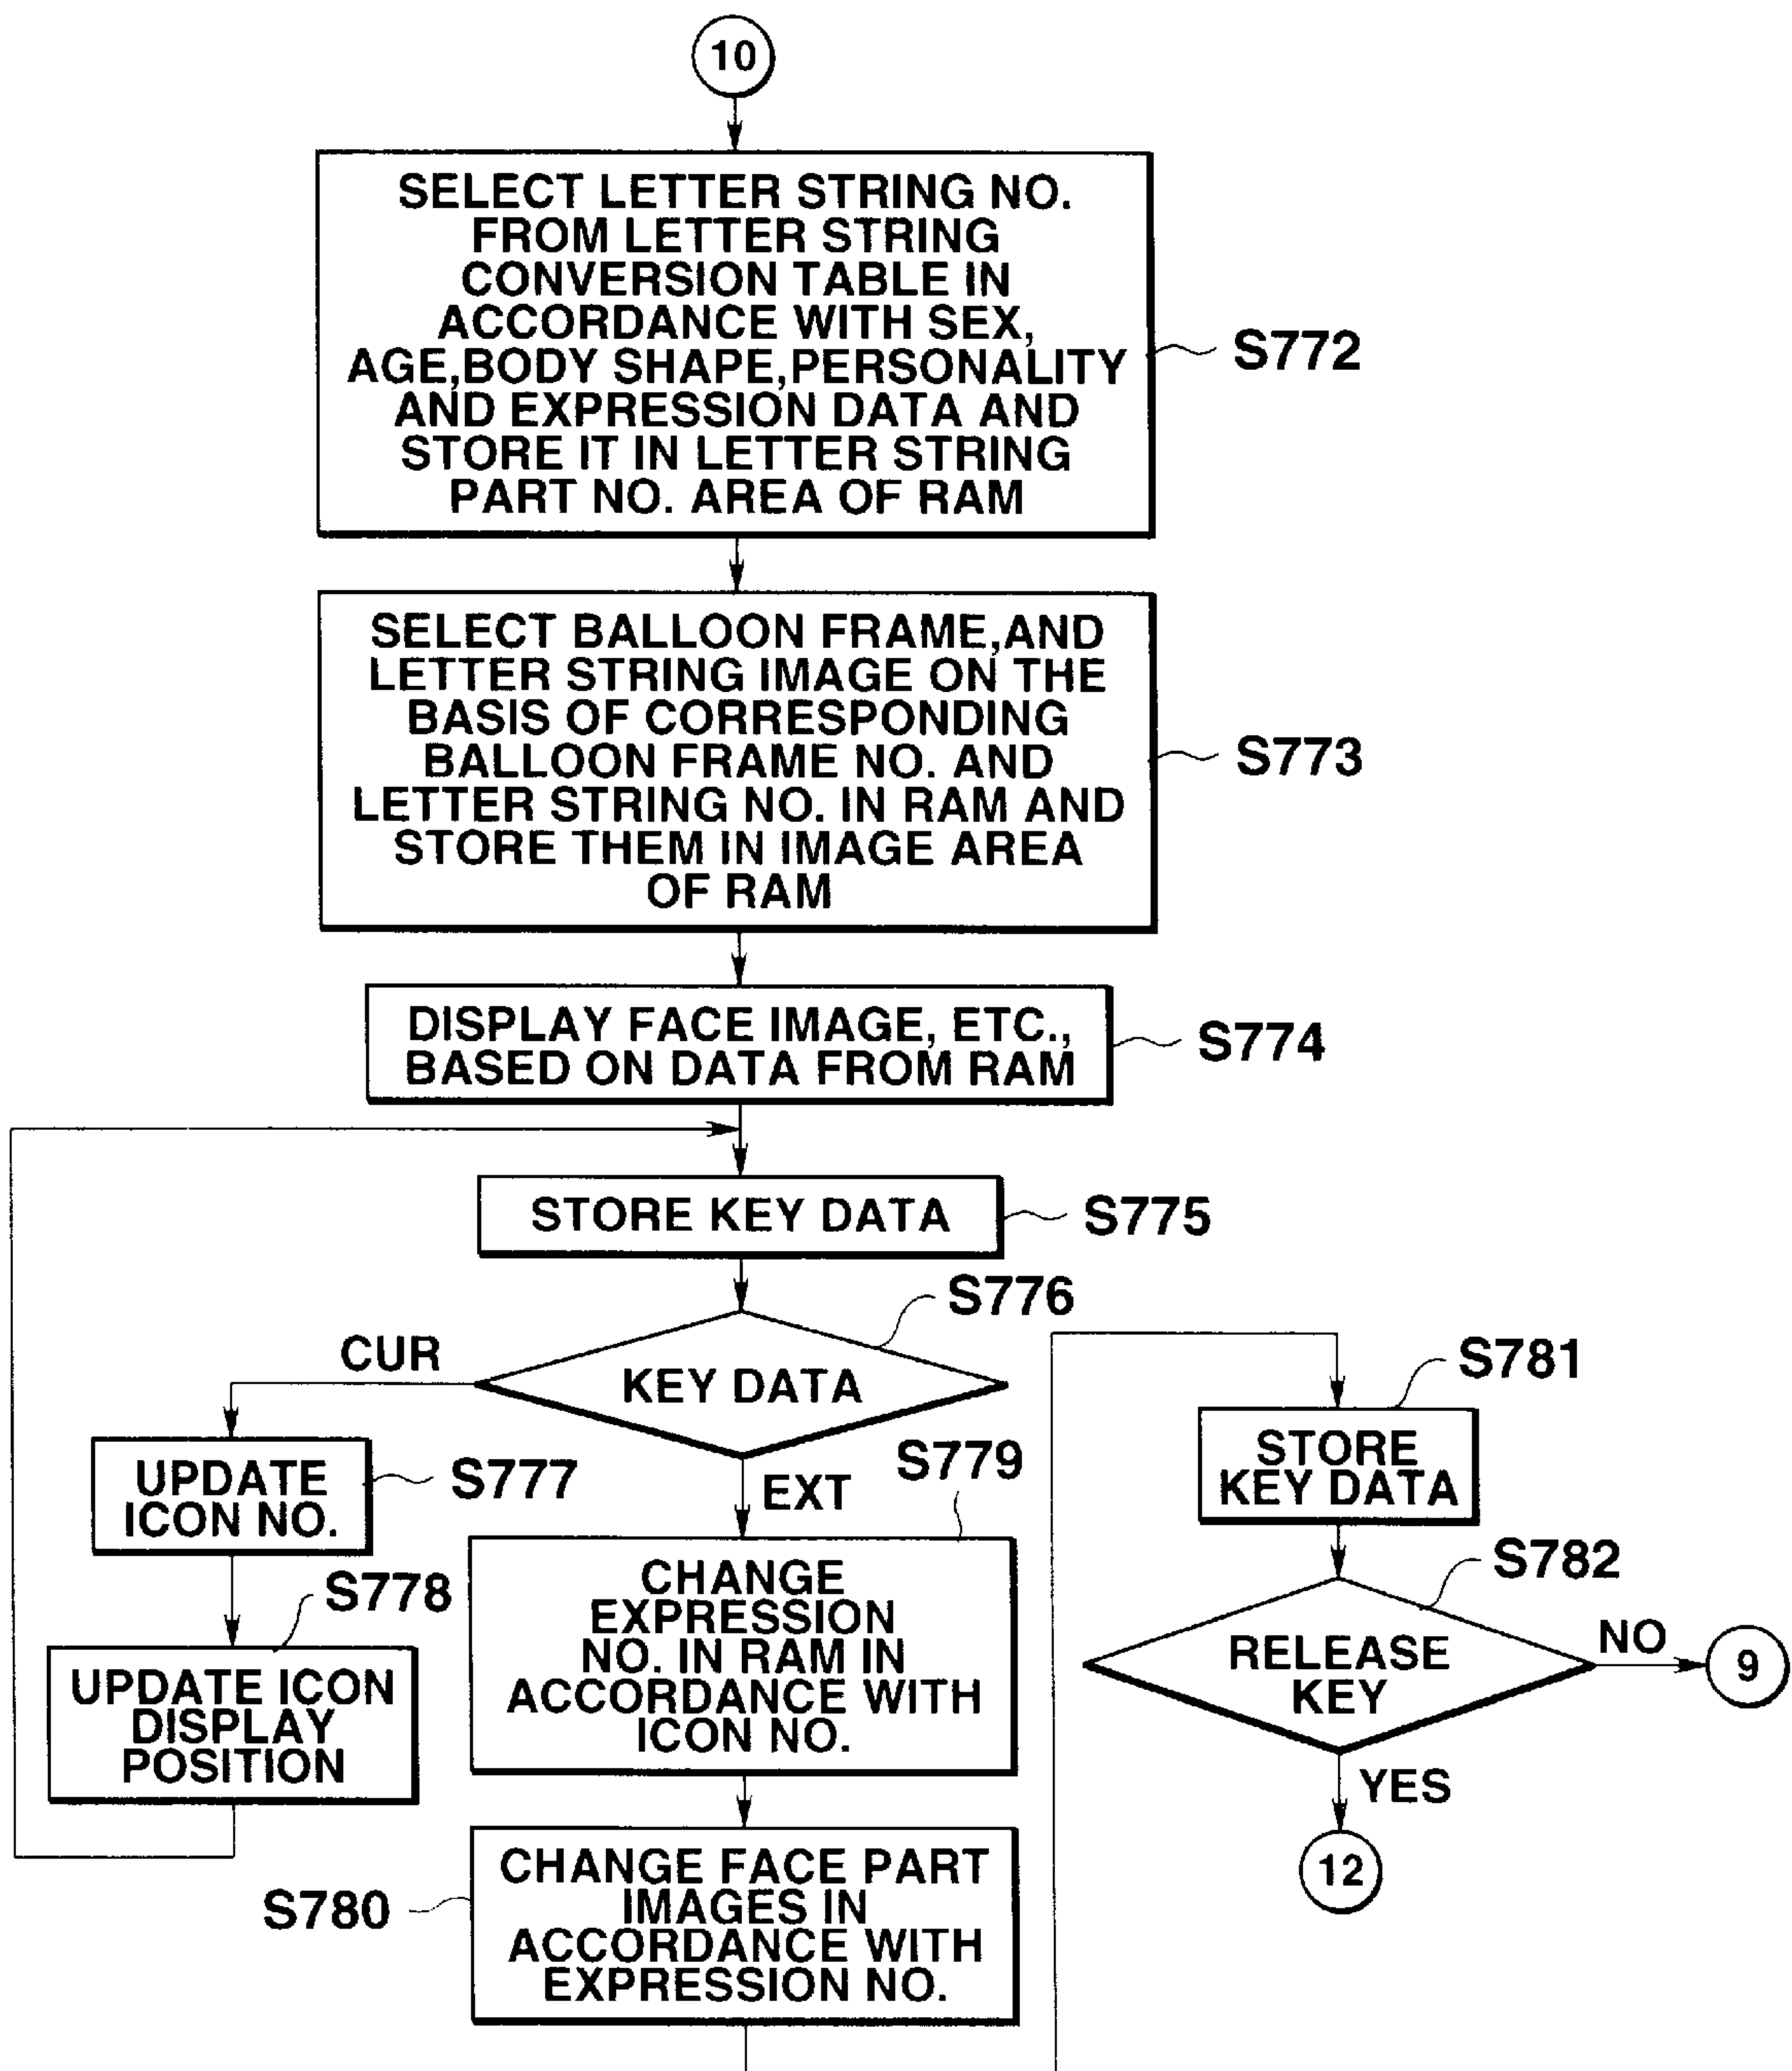 10
SELECT LETTER STRING NO.
FROM LETTER STRING
CONVERSION TABLE IN
ACCORDANCE WITH SEX,
AGE,BODY SHAPE,PERSONALITY
AND EXPRESSION DATA AND
STORE IT IN LETTER STRING
PART NO. AREA OF RAM
S772
SELECT BALLOON FRAME,AND
LETTER STRING IMAGE ON THE
BASIS OF CORRESPONDING
BALLOON FRAME NO. AND
LETTER STRING NO. IN RAM AND
STORE THEM IN IMAGE AREA
OF RAM
S773
DISPLAY FACE IMAGE, ETC.,
BASED ON DATA FROM RAM
S774
STORE KEY DATA
S775
KEY DATA
S776
CUR
UPDATE
ICON NO.
S777
UPDATE ICON
DISPLAY
POSITION
S778
EXT
CHANGE
EXPRESSION
NO. IN RAM IN
ACCORDANCE WITH
ICON NO.
S779
CHANGE FACE PART
IMAGES IN
ACCORDANCE WITH
EXPRESSION NO.
S780
STORE
KEY DATA
S781
RELEASE
KEY
S782
NO
9
YES
12